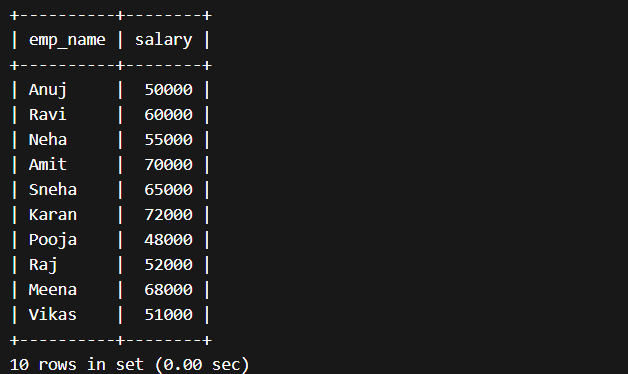 +----------+--------+
| emp_name | salary |
+----------+--------+
| Anuj     |  50000 |
| Ravi     |  60000 |
| Neha     |  55000 |
| Amit     |  70000 |
| Sneha    |  65000 |
| Karan    |  72000 |
| Pooja    |  48000 |
| Raj      |  52000 |
| Meena    |  68000 |
| Vikas    |  51000 |
+----------+--------+
10 rows in set (0.00 sec)